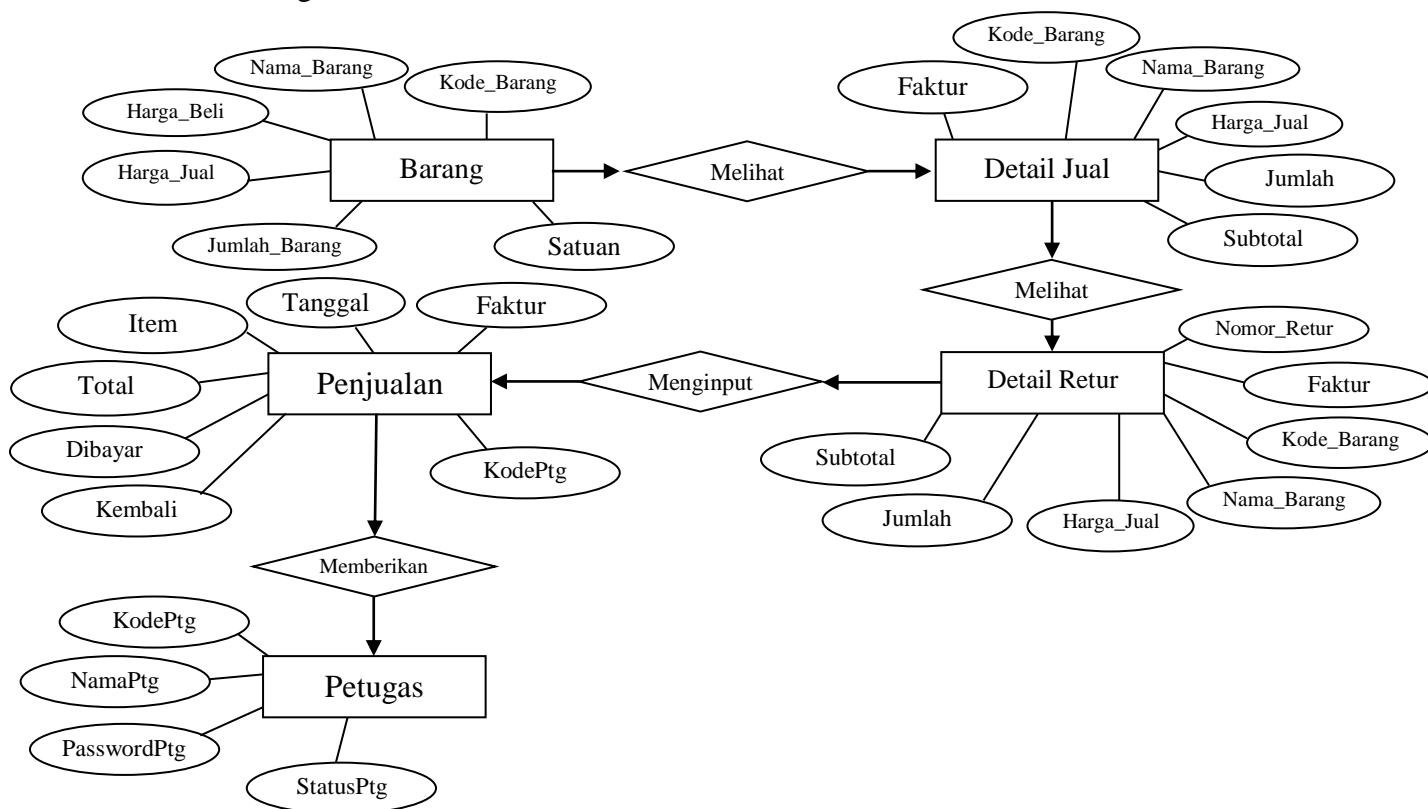 Kode_Barang
Nama_Barang
Kode_Barang
Nama_Barang
Faktur
Harga_Beli
Harga_Jual
Barang
Melihat
Detail Jual
Harga_Jual
Jumlah
Jumlah_Barang
Satuan
Subtotal
Tanggal
Faktur
Melihat
Item
Nomor_Retur
Total
Penjualan
Menginput
Detail Retur
Faktur
Dibayar
Kode_Barang
KodePtg
Subtotal
Kembali
Jumlah
Harga_Jual
Nama_Barang
Memberikan
KodePtg
NamaPtg
Petugas
PasswordPtg
StatusPtg